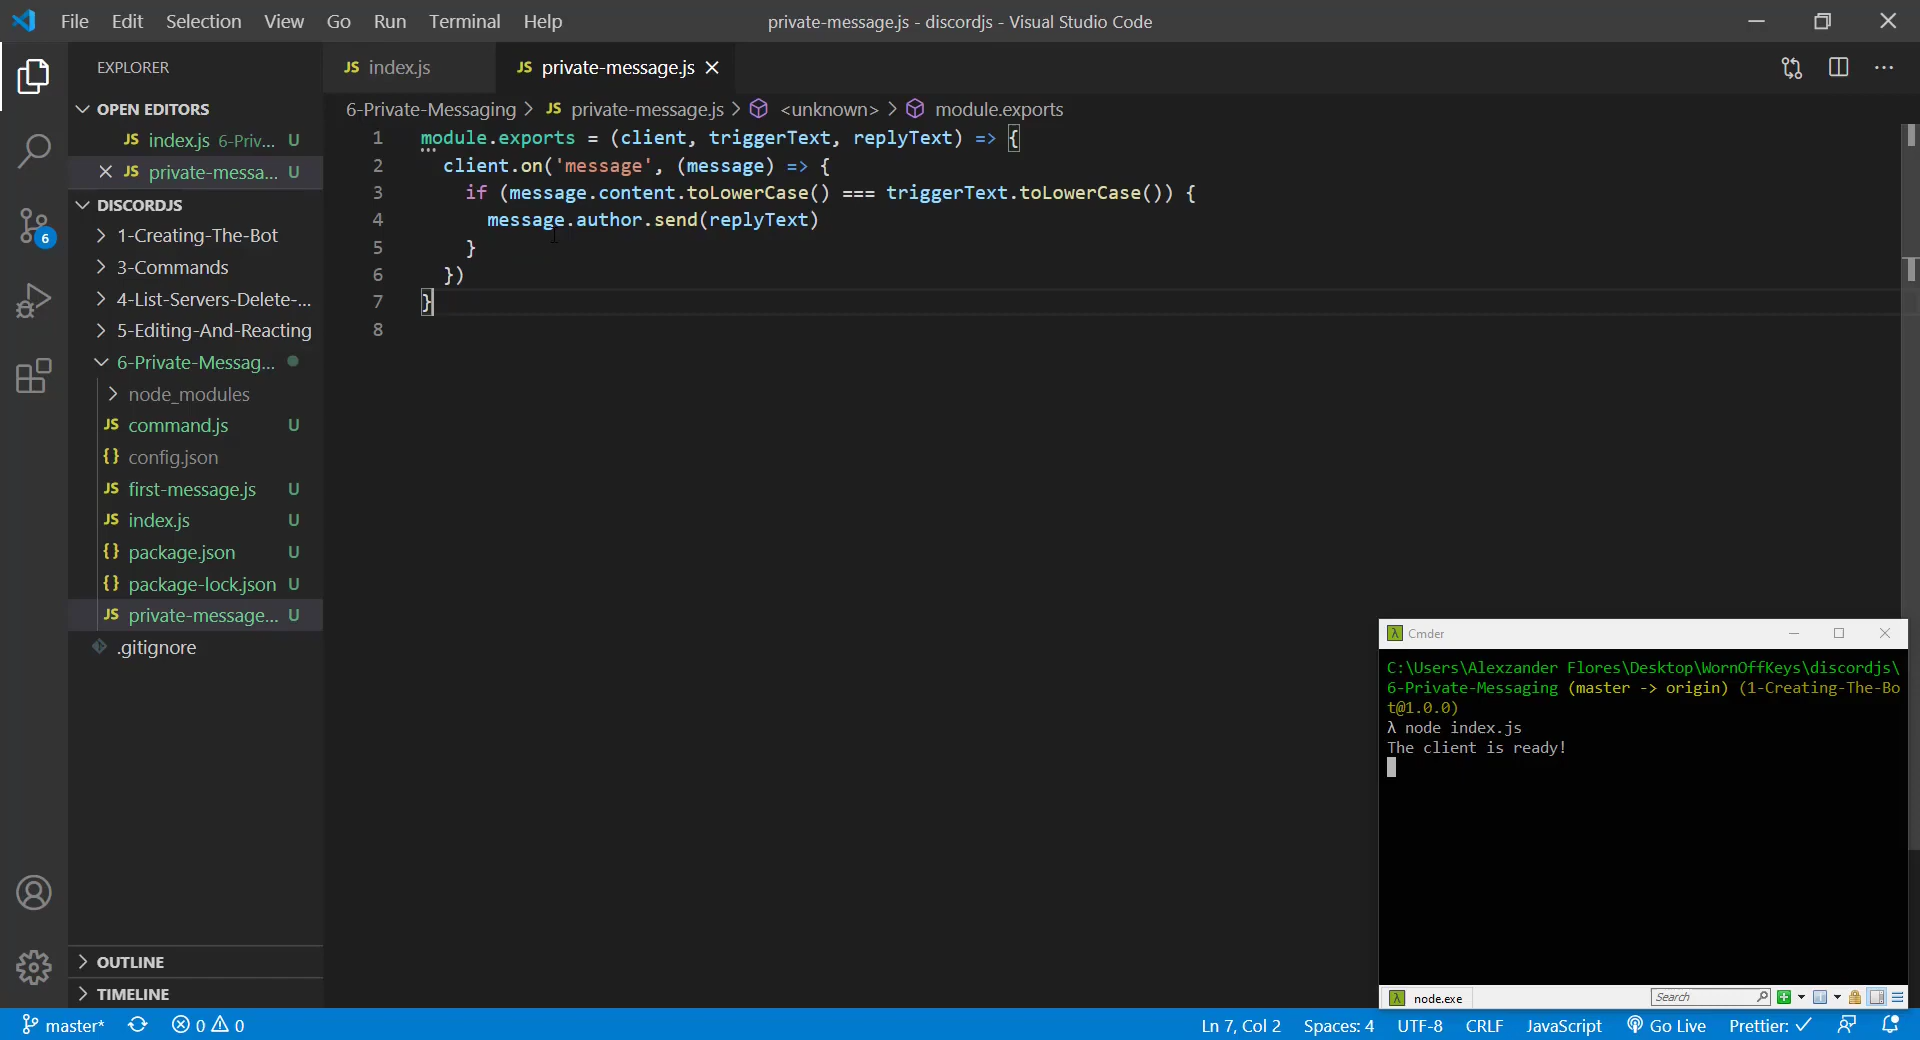 File Edit Selection View Go Run Terminal Help
private-message.js - discordjs - Visual Studio Code
EXPLORER
JS index.js
JS private-message.js
OPEN EDITORS
JS index.js 6-Priv... U
JS private-messa... U
DISCORDJS
1-Creating-The-Bot
3-Commands
4-List-Servers-Delete-...
5-Editing-And-Reacting
6-Private-Messag...
node_modules
JS command.js U
{} config.json
JS first-message.js U
JS index.js U
{} package.json U
{} package-lock.json U
JS private-message... U
.gitignore
OUTLINE
TIMELINE
6
6-Private-Messaging > JS private-message.js > <unknown> > module.exports
1 module.exports = (client, triggerText, replyText) => {
2 client.on('message', (message) => {
3 if (message.content.toLowerCase() === triggerText.toLowerCase()) {
4 message.author.send(replyText)
5 }
6 })
7 }
8
λ Cmder
C:\Users\Alexzander Flores\Desktop\WornOffKeys\discordjs\
6-Private-Messaging (master -> origin) (1-Creating-The-Bo
t@1.0.0)
λ node index.js
The client is ready!
λ node.exe
Search
master* 0 0
Ln 7, Col 2 Spaces: 4 UTF-8 CRLF JavaScript Go Live Prettier: ✓